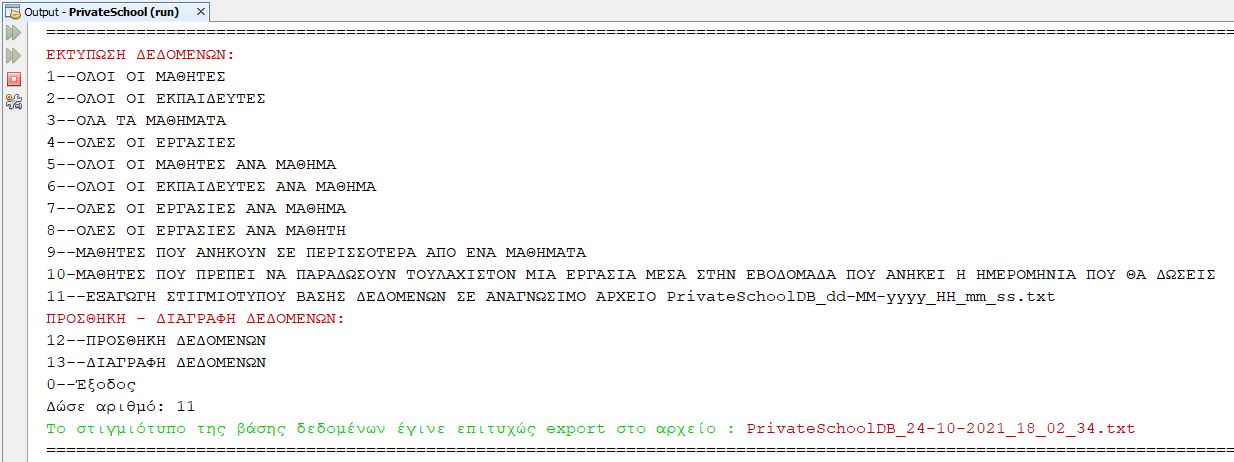 Output - PrivateSchool (run) ×
================================================================================
ΕΚΤΥΠΩΣΗ ΔΕΔΟΜΕΝΩΝ:
1--ΟΛΟΙ ΟΙ ΜΑΘΗΤΕΣ
2--ΟΛΟΙ ΟΙ ΕΚΠΑΙΔΕΥΤΕΣ
3--ΟΛΑ ΤΑ ΜΑΘΗΜΑΤΑ
4--ΟΛΕΣ ΟΙ ΕΡΓΑΣΙΕΣ
5--ΟΛΟΙ ΟΙ ΜΑΘΗΤΕΣ ΑΝΑ ΜΑΘΗΜΑ
6--ΟΛΟΙ ΟΙ ΕΚΠΑΙΔΕΥΤΕΣ ΑΝΑ ΜΑΘΗΜΑ
7--ΟΛΕΣ ΟΙ ΕΡΓΑΣΙΕΣ ΑΝΑ ΜΑΘΗΜΑ
8--ΟΛΕΣ ΟΙ ΕΡΓΑΣΙΕΣ ΑΝΑ ΜΑΘΗΤΗ
9--ΜΑΘΗΤΕΣ ΠΟΥ ΑΝΗΚΟΥΝ ΣΕ ΠΕΡΙΣΣΟΤΕΡΑ ΑΠΟ ΕΝΑ ΜΑΘΗΜΑΤΑ
10-ΜΑΘΗΤΕΣ ΠΟΥ ΠΡΕΠΕΙ ΝΑ ΠΑΡΑΔΩΣΟΥΝ ΤΟΥΛΑΧΙΣΤΟΝ ΜΙΑ ΕΡΓΑΣΙΑ ΜΕΣΑ ΣΤΗΝ ΕΒΟΔΟΜΑΔΑ ΠΟΥ ΑΝΗΚΕΙ Η ΗΜΕΡΟΜΗΝΙΑ ΠΟΥ ΘΑ ΔΩΣΕΙΣ
11--ΕΞΑΓΩΓΗ ΣΤΙΓΜΙΟΤΥΠΟΥ ΒΑΣΗΣ ΔΕΔΟΜΕΝΩΝ ΣΕ ΑΝΑΓΝΩΣΙΜΟ ΑΡΧΕΙΟ PrivateSchoolDB_dd-MM-yyyy_HH_mm_ss.txt
ΠΡΟΣΘΗΚΗ - ΔΙΑΓΡΑΦΗ ΔΕΔΟΜΕΝΩΝ:
12--ΠΡΟΣΘΗΚΗ ΔΕΔΟΜΕΝΩΝ
13--ΔΙΑΓΡΑΦΗ ΔΕΔΟΜΕΝΩΝ
0--Έξοδος
Δώσε αριθμό: 11
Το στιγμιότυπο της βάσης δεδομένων έγινε επιτυχώς export στο αρχείο : PrivateSchoolDB_24-10-2021_18_02_34.txt
================================================================================